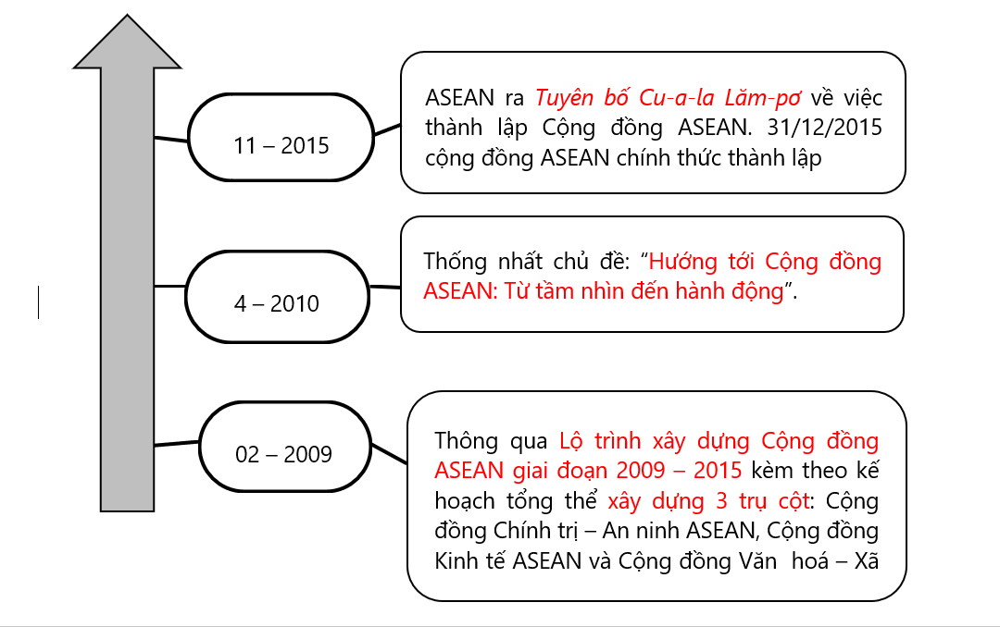 11 – 2015
ASEAN ra Tuyên bố Cu-a-la Lăm-pơ về việc
thành lập Cộng đồng ASEAN. 31/12/2015
cộng đồng ASEAN chính thức thành lập
4 – 2010
Thống nhất chủ đề: “Hướng tới Cộng đồng
ASEAN: Từ tầm nhìn đến hành động”.
02 – 2009
Thông qua Lộ trình xây dựng Cộng đồng
ASEAN giai đoạn 2009 – 2015 kèm theo kế
hoạch tổng thể xây dựng 3 trụ cột: Cộng
đồng Chính trị – An ninh ASEAN, Cộng đồng
Kinh tế ASEAN và Cộng đồng Văn hoá – Xã